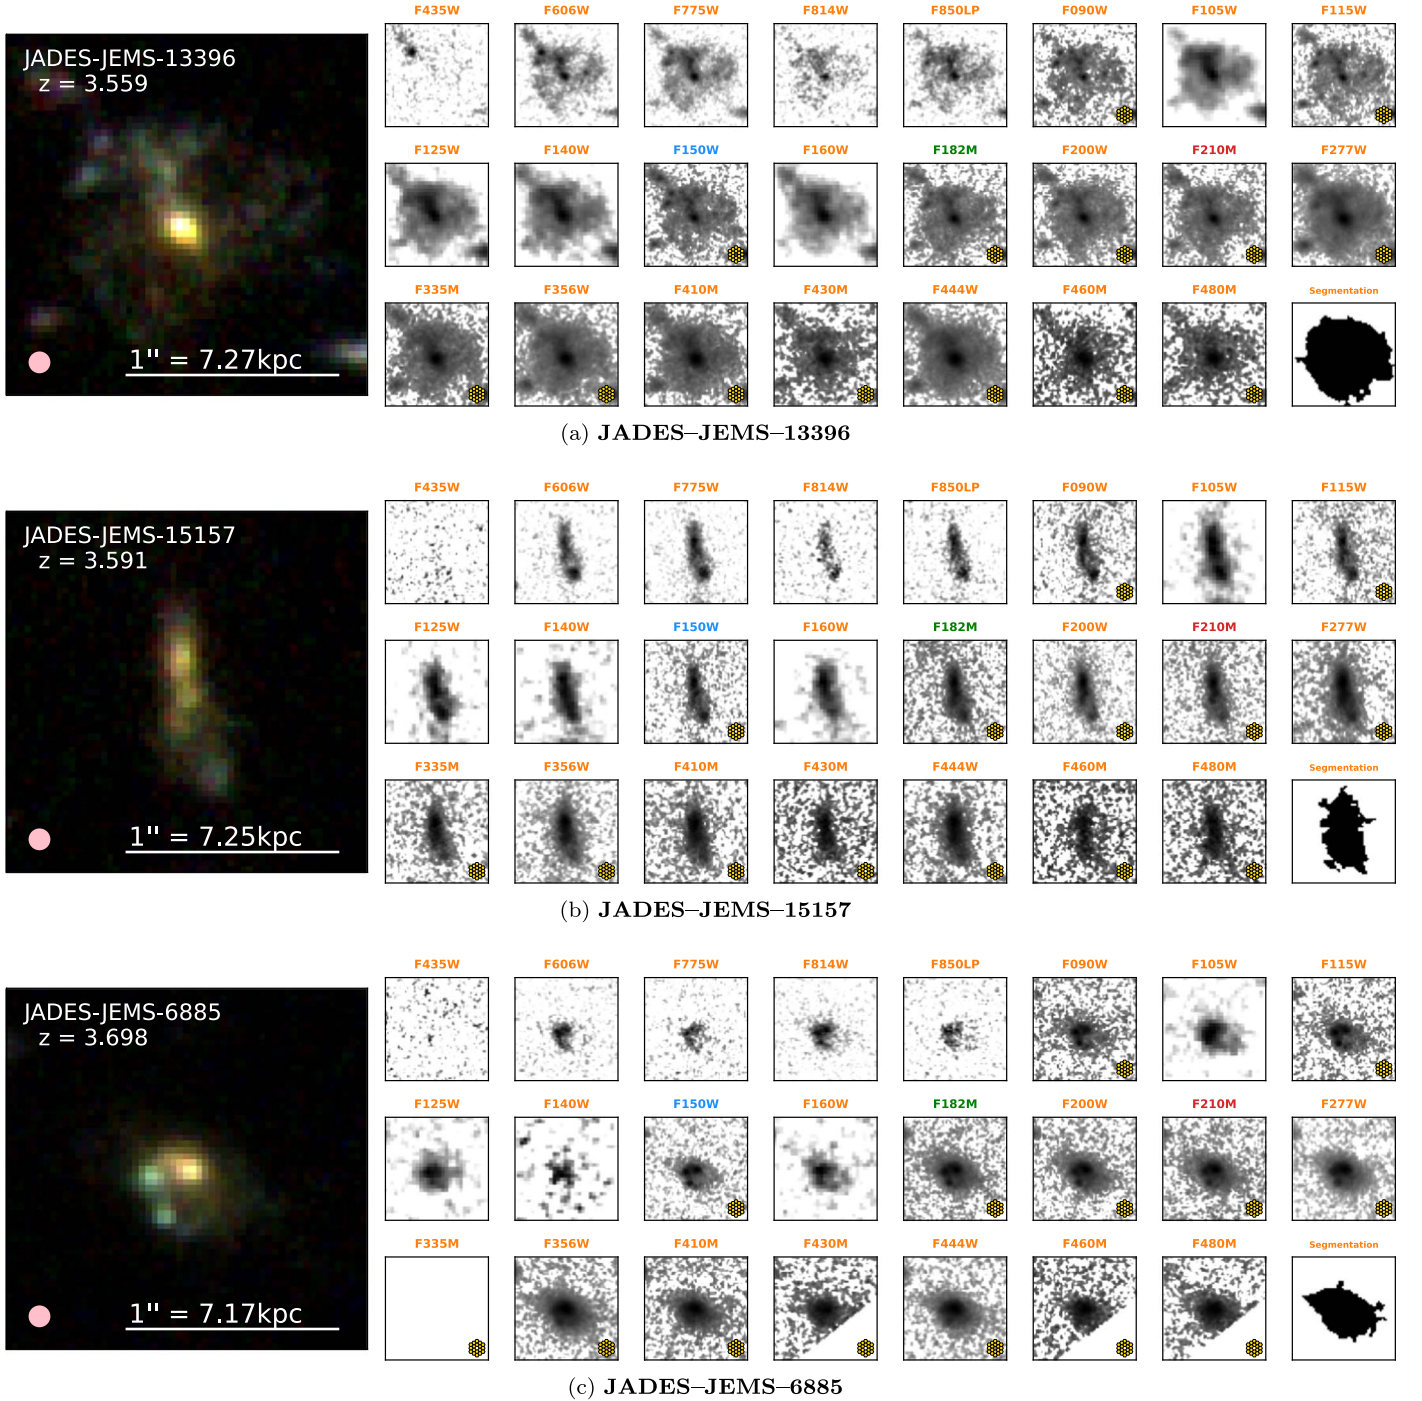 F435W F606W F775W F814W F850LP F090W F105W F115W
JADES-JEMS-13396
z = 3.559
F125W F140W F150W F160W F182M F200W F210M F277W
F335M F356W F410M F430M F444W F460M F480M Segmentation
1" = 7.27kpc
(a) JADES–JEMS–13396
F435W F606W F775W F814W F850LP F090W F105W F115W
JADES-JEMS-15157
z = 3.591
F125W F140W F150W F160W F182M F200W F210M F277W
F335M F356W F410M F430M F444W F460M F480M Segmentation
1" = 7.25kpc
(b) JADES–JEMS–15157
F435W F606W F775W F814W F850LP F090W F105W F115W
JADES-JEMS-6885
z = 3.698
F125W F140W F150W F160W F182M F200W F210M F277W
F335M F356W F410M F430M F444W F460M F480M Segmentation
1" = 7.17kpc
(c) JADES–JEMS–6885